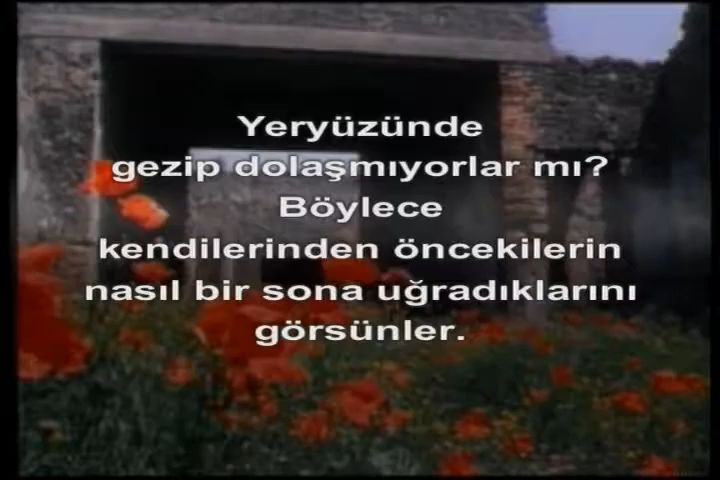 Yeryüzünde
gezip dolaşmıyorlar mı?
Böylece
kendilerinden öncekilerin
nasıl bir sona uğradıklarını
görsünler.